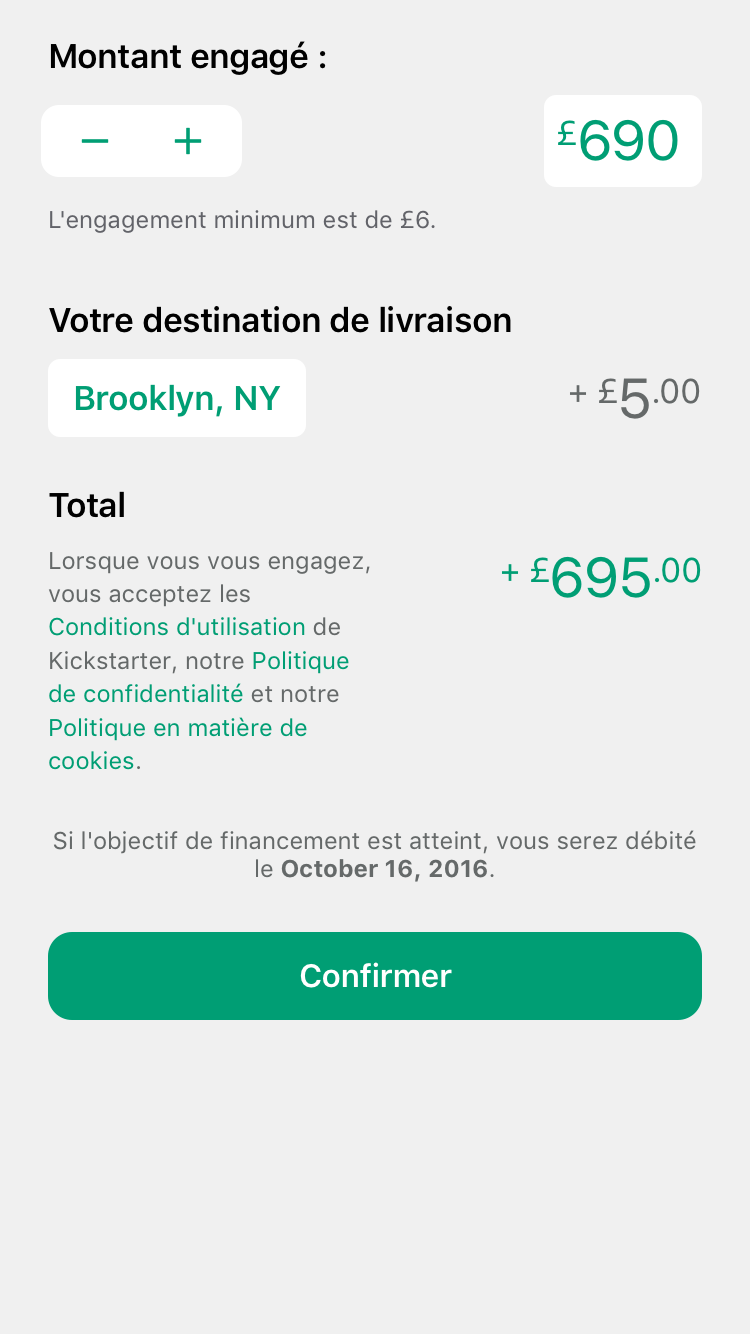 Montant engagé :
− +
£690
L'engagement minimum est de £6.
Votre destination de livraison
Brooklyn, NY
+ £5.00
Total
Lorsque vous vous engagez,
vous acceptez les
Conditions d'utilisation de
Kickstarter, notre Politique
de confidentialité et notre
Politique en matière de
cookies.
+ £695.00
Si l'objectif de financement est atteint, vous serez débité
le October 16, 2016.
Confirmer